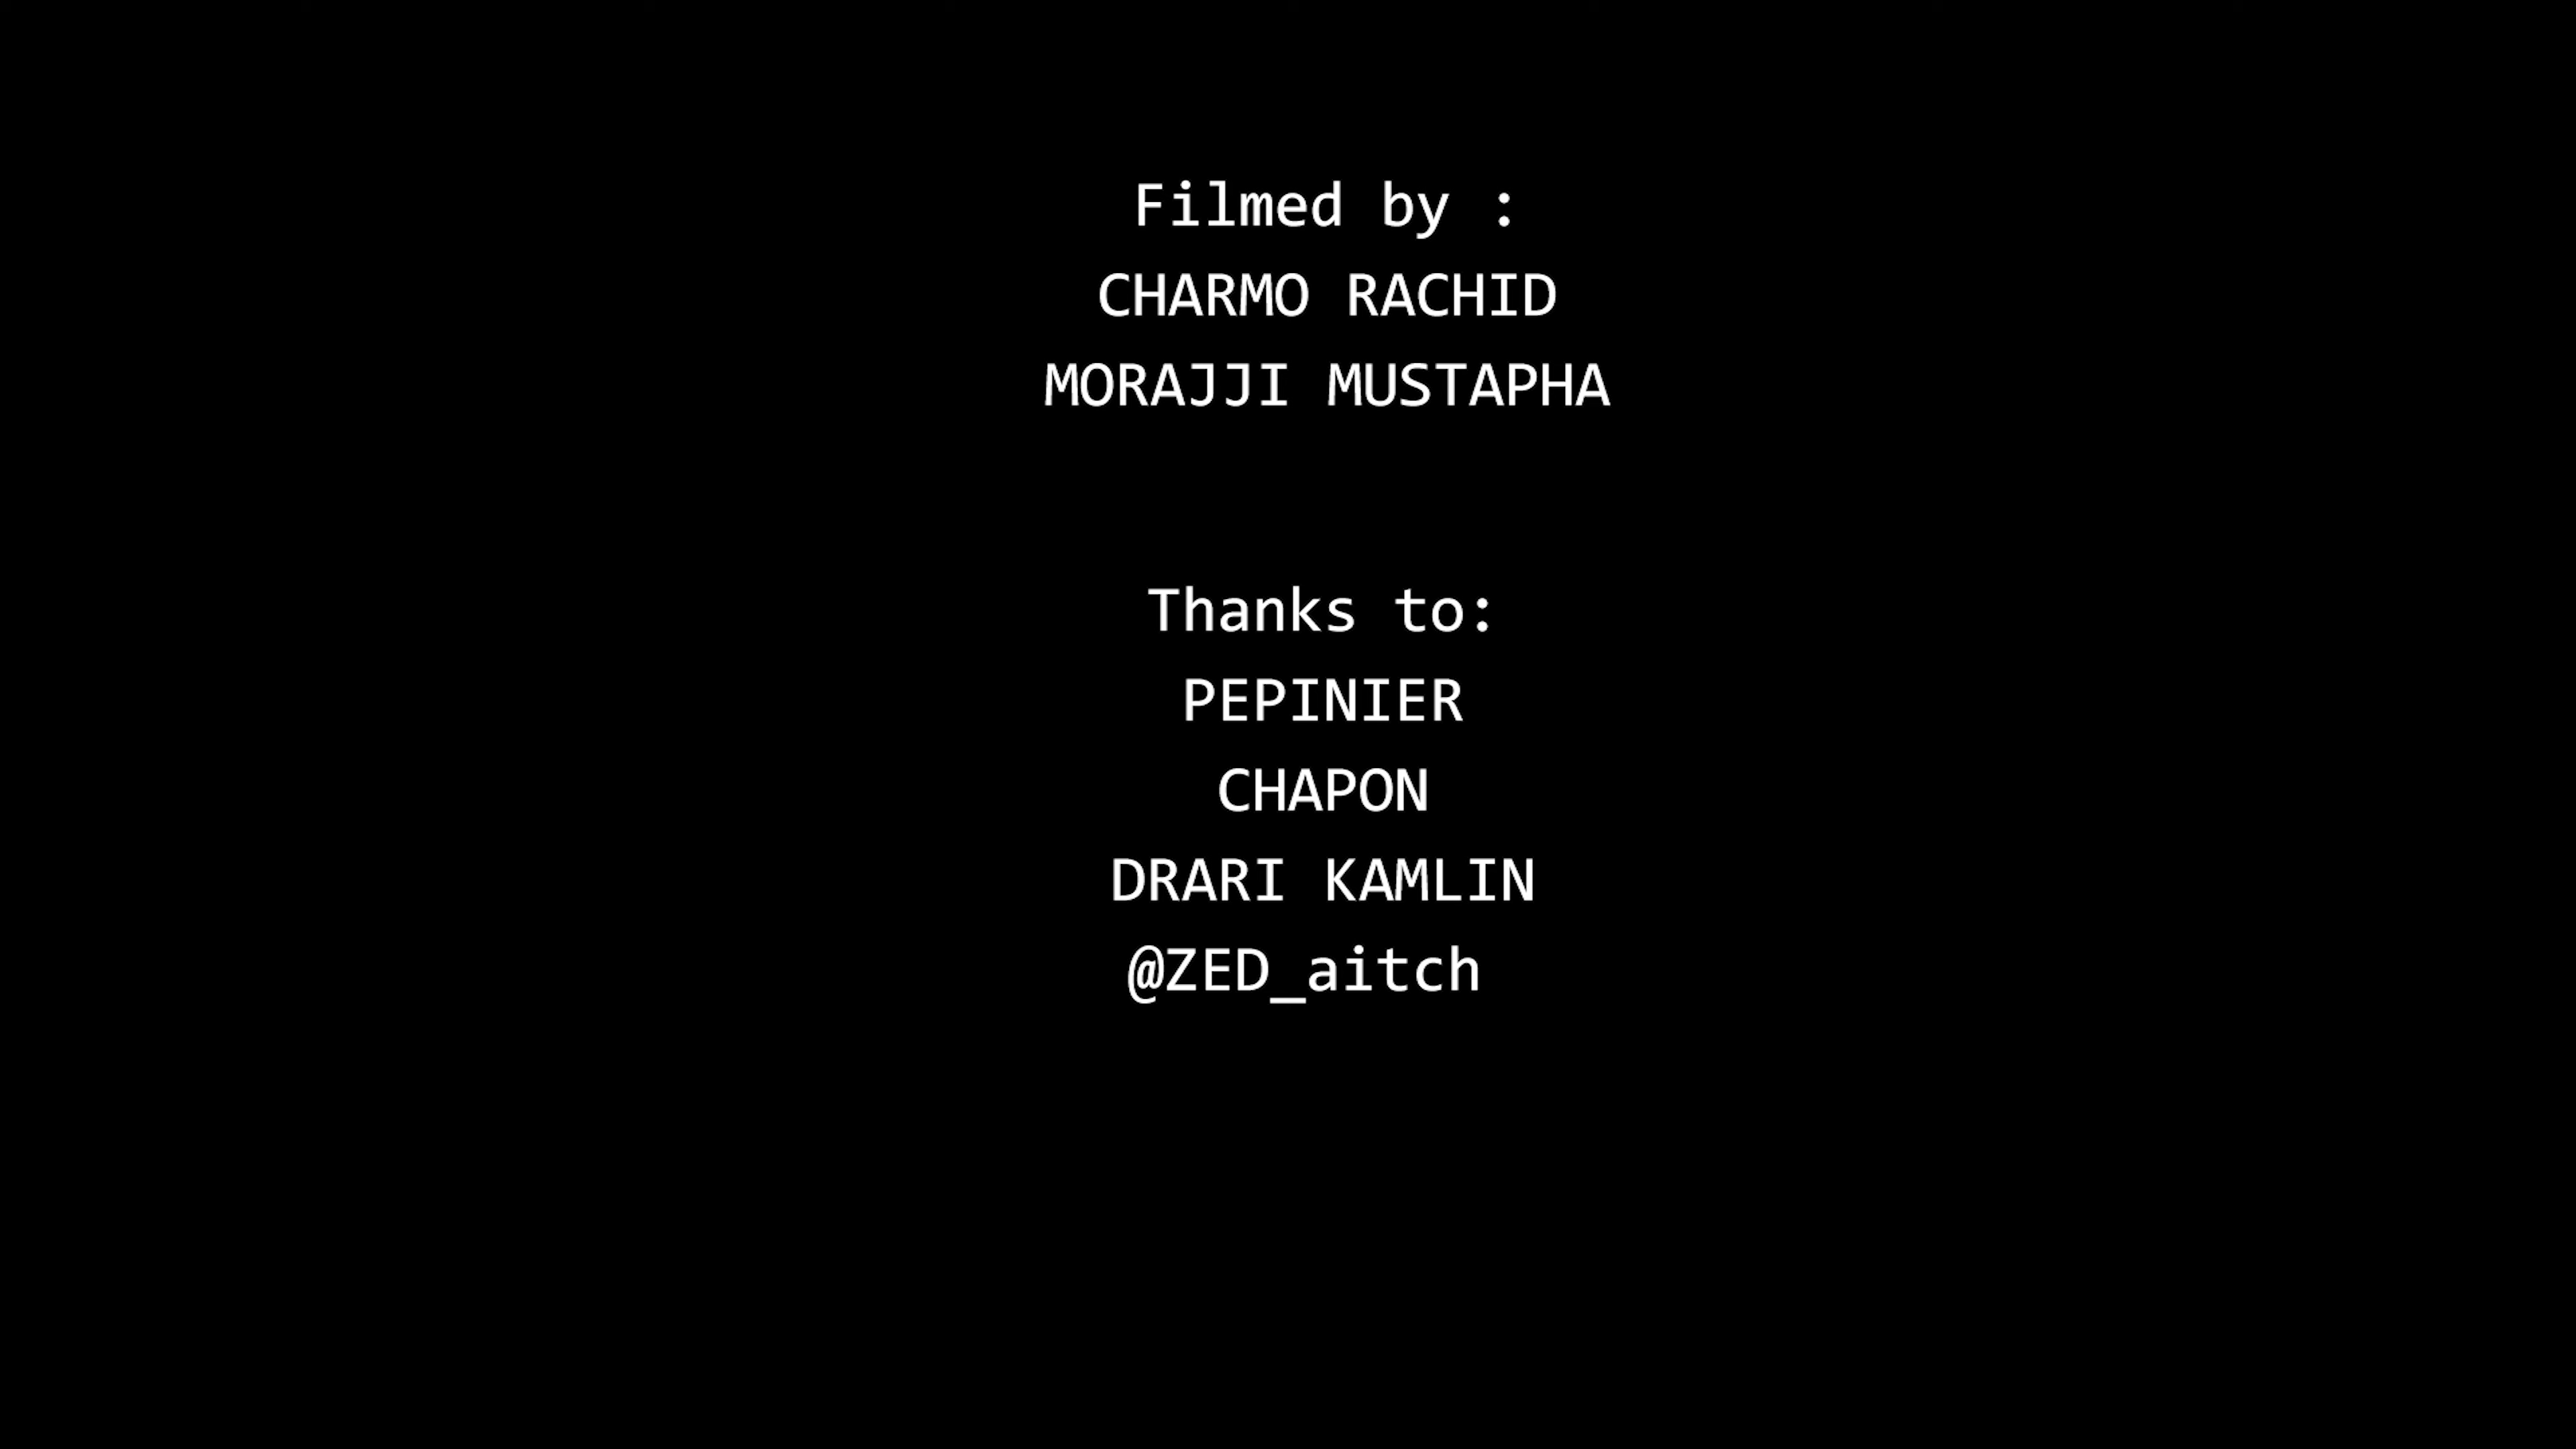 Filmed by :
CHARMO RACHID
MORAJJI MUSTAPHA
Thanks to:
PEPINIER
CHAPON
DRARI KAMLIN
@ZED_aitch